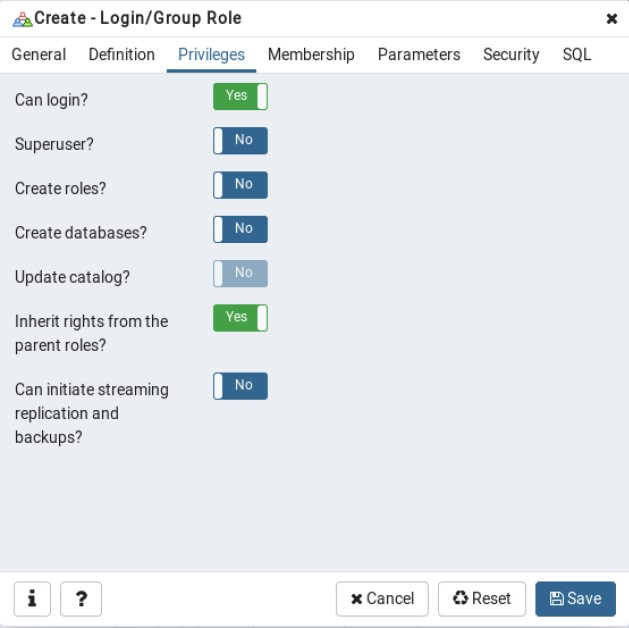 Create - Login/Group Role
General Definition Privileges Membership Parameters Security SQL
Can login? Yes
Superuser? No
Create roles? No
Create databases? No
Update catalog? No
Inherit rights from the Yes
parent roles?
Can initiate streaming No
replication and
backups?
i ? Cancel Reset Save